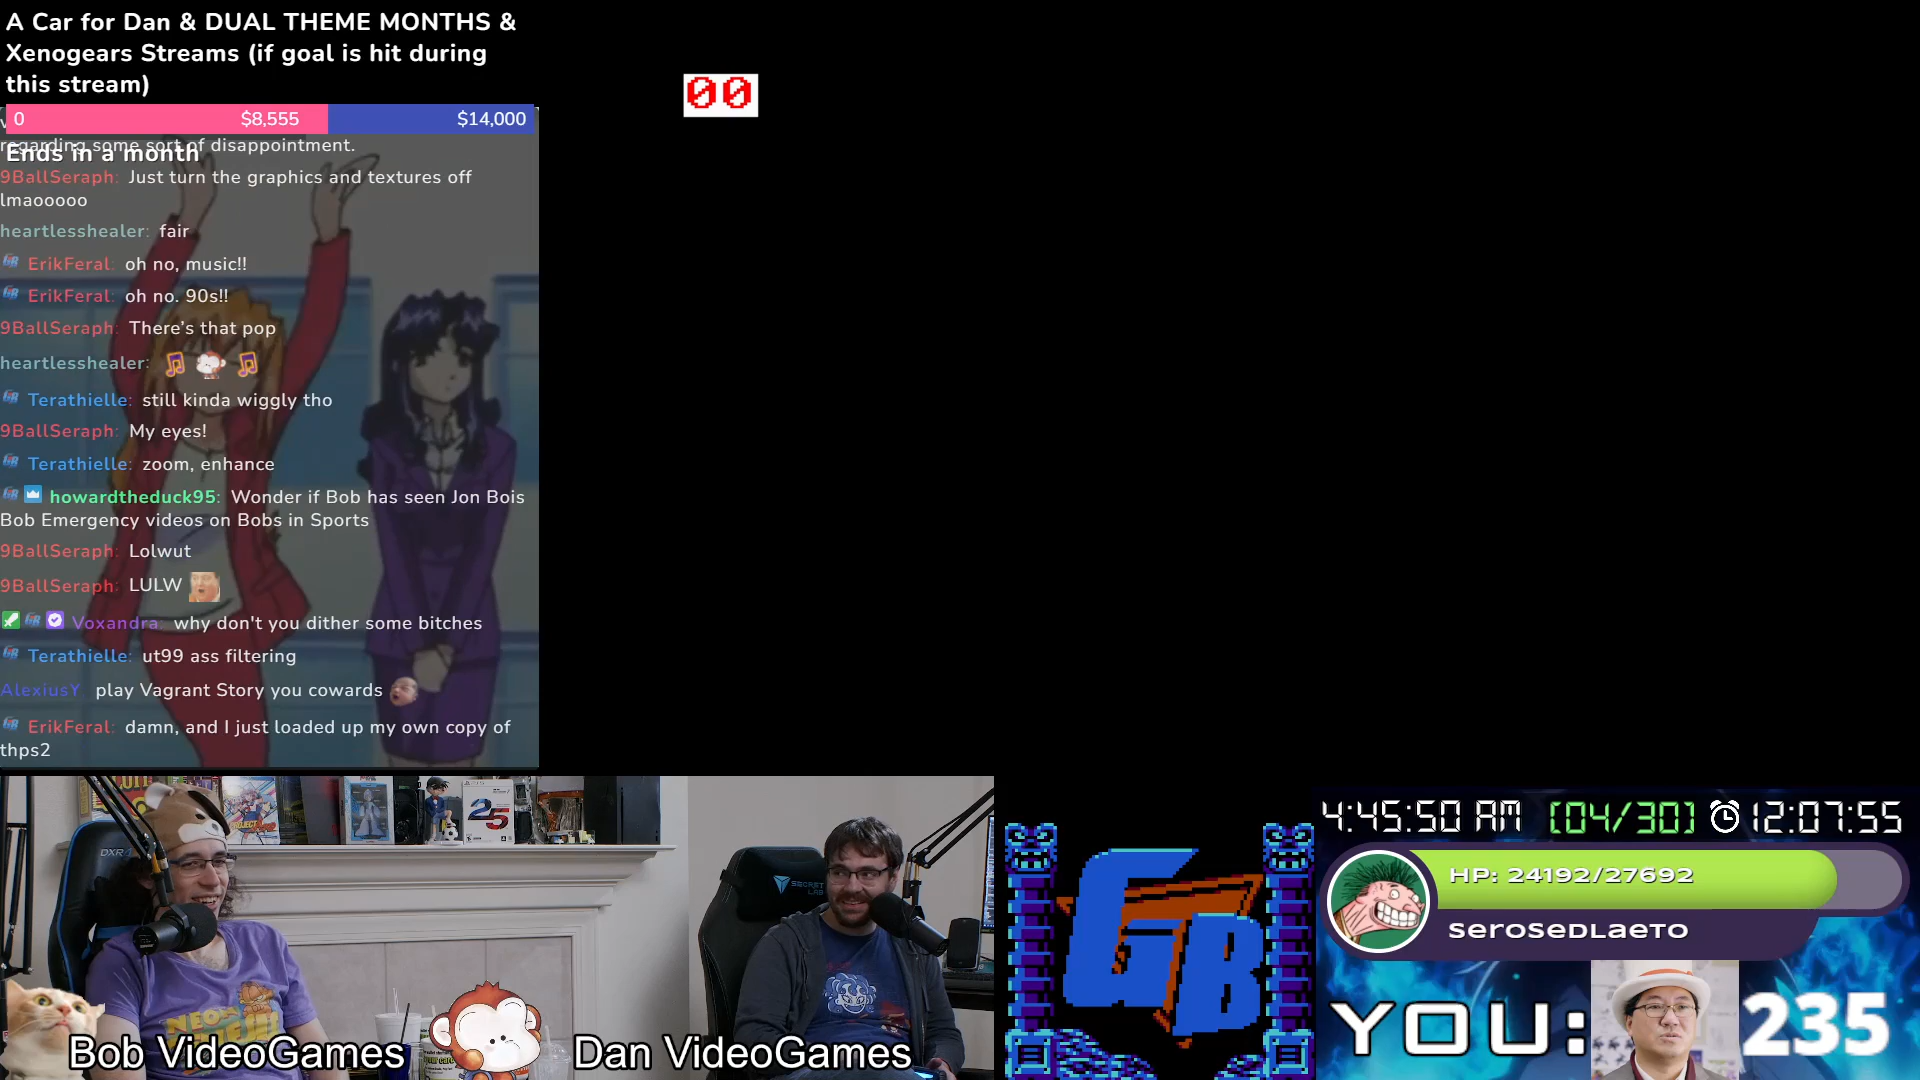 A Car for Dan & DUAL THEME MONTHS &
Xenogears Streams (if goal is hit during
this stream)
0 $8,555 $14,000
regarding some sort of disappointment.
Ends in a month
9BallSeraph: Just turn the graphics and textures off
lmaooooo
heartlesshealer: fair
ErikFeral: oh no, music!!
ErikFeral: oh no. 90s!!
9BallSeraph: There's that pop
heartlesshealer:
Terathielle: still kinda wiggly tho
9BallSeraph: My eyes!
Terathielle: zoom, enhance
howardtheduck95: Wonder if Bob has seen Jon Bois
Bob Emergency videos on Bobs in Sports
9BallSeraph: Lolwut
9BallSeraph: LULW
Voxandra: why don't you dither some bitches
Terathielle: ut99 ass filtering
AlexiusY: play Vagrant Story you cowards
ErikFeral: damn, and I just loaded up my own copy of
thps2
00
DXR
SECRET
LAB
25
Bob VideoGames
Dan VideoGames
GB
4:45:50 AM [04/30] 12:07:55
HP: 24192/27692
SeroSedLaeto
YOU: 235